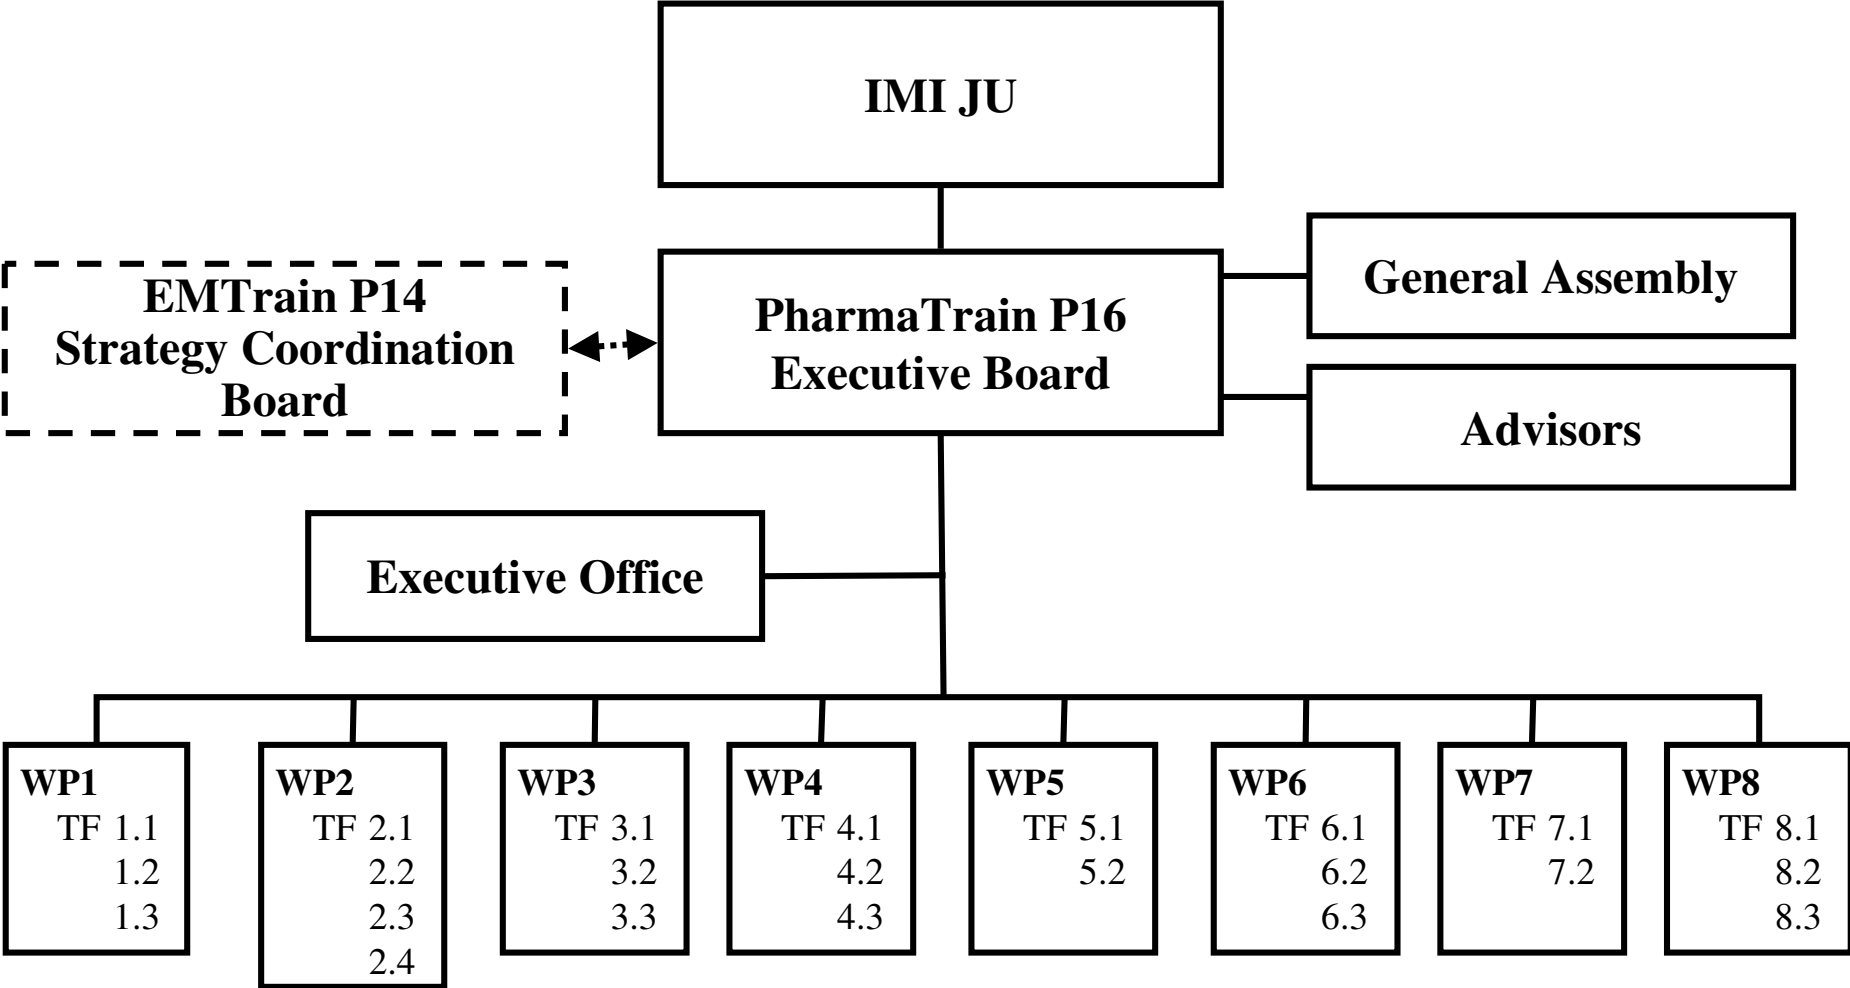 IMI JU
General Assembly
EMTrain P14
Strategy Coordination
Board
PharmaTrain P16
Executive Board
Advisors
Executive Office
WP1
TF 1.1
1.2
1.3
WP2
TF 2.1
2.2
2.3
2.4
WP3
TF 3.1
3.2
3.3
WP4
TF 4.1
4.2
4.3
WP5
TF 5.1
5.2
WP6
TF 6.1
6.2
6.3
WP7
TF 7.1
7.2
WP8
TF 8.1
8.2
8.3